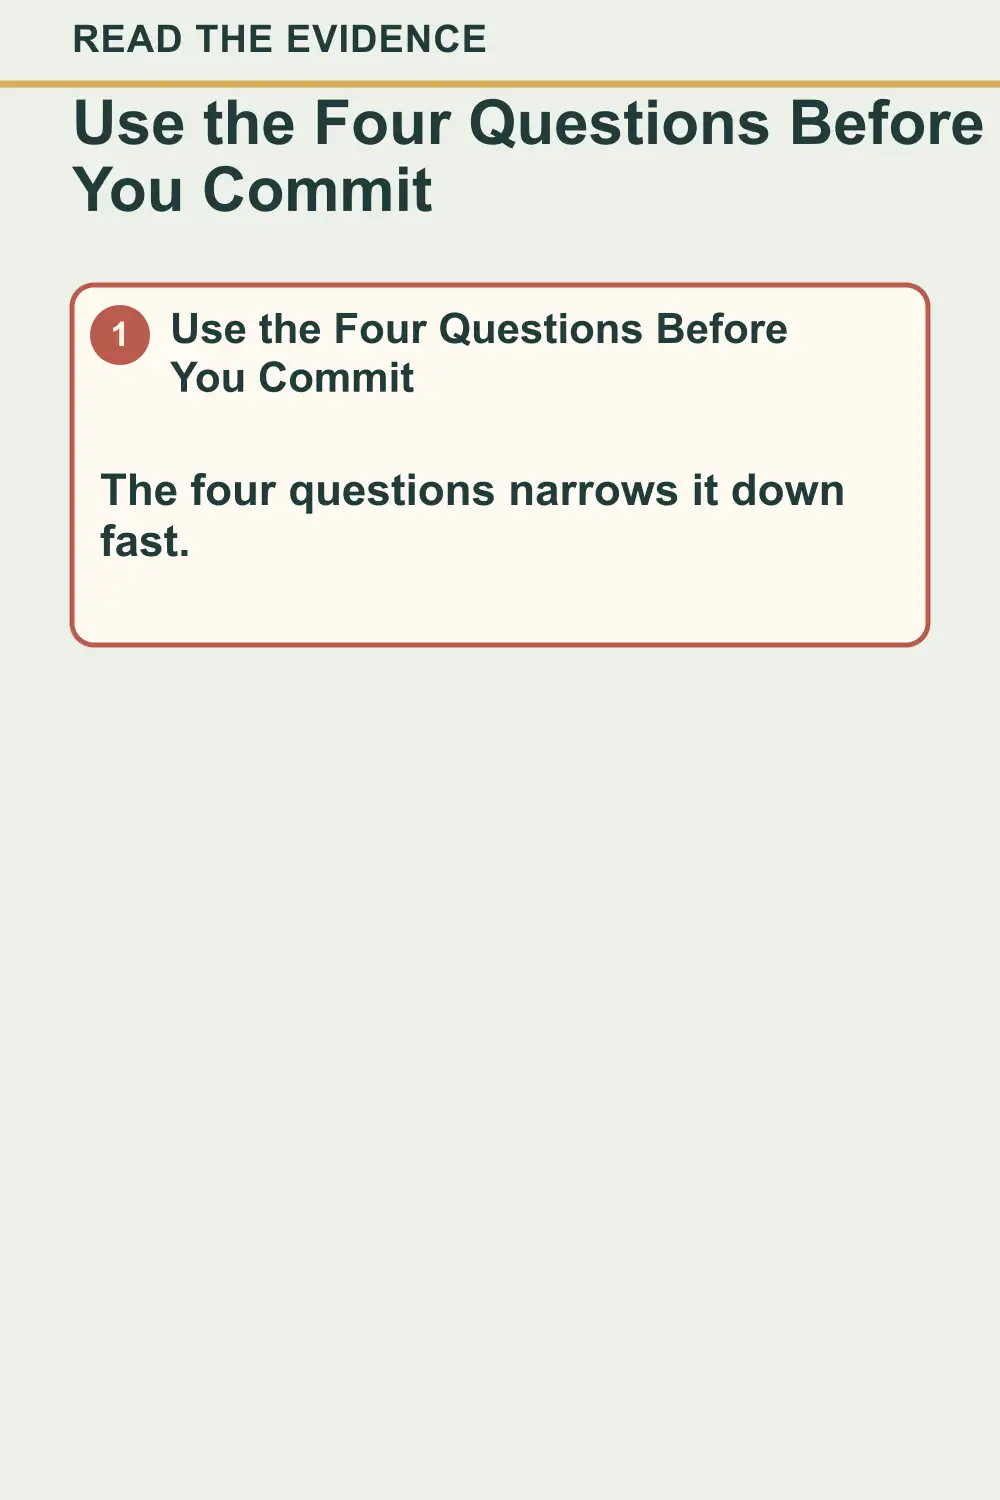 READ THE EVIDENCE
Use the Four Questions Before
You Commit
1
Use the Four Questions Before
You Commit
The four questions narrows it down
fast.